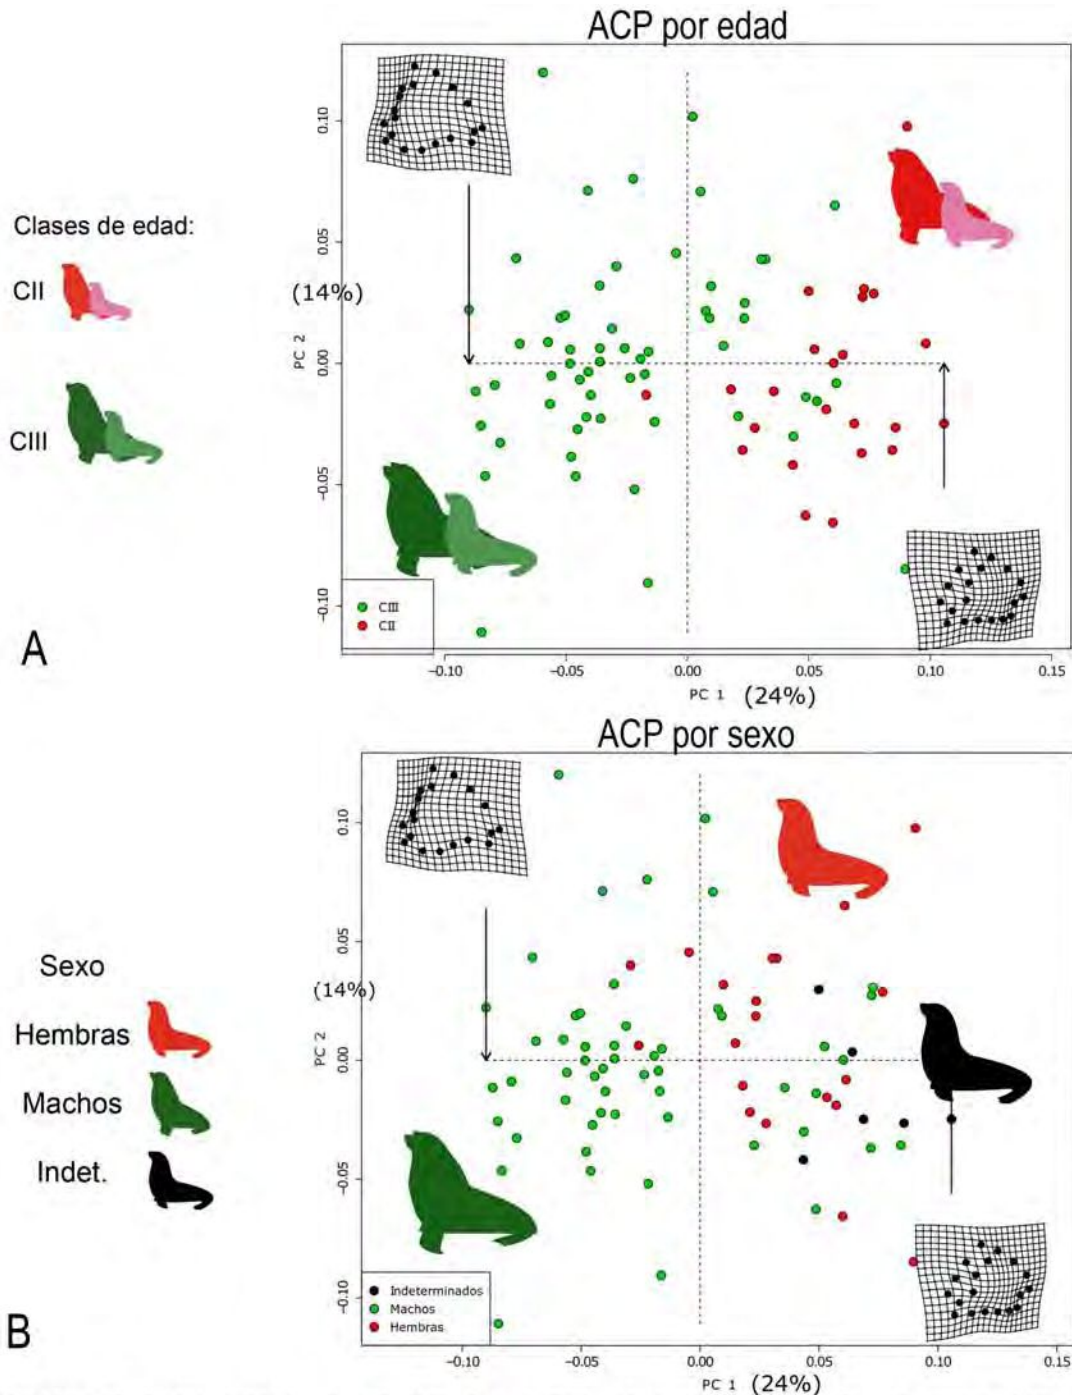 ACP por edad
Clases de edad:
CII
CIII
A
(14%)
PC 2
0.10
0.05
0.00
−0.05
−0.10
CIII
CII
−0.10 −0.05 0.00 0.05 0.10 0.15
PC 1 (24%)
ACP por sexo
Sexo
Hembras
Machos
Indet.
B
(14%)
PC 2
0.10
0.05
0.00
−0.05
−0.10
Indeterminados
Machos
Hembras
−0.10 −0.05 0.00 0.05 0.10 0.15
PC 1 (24%)